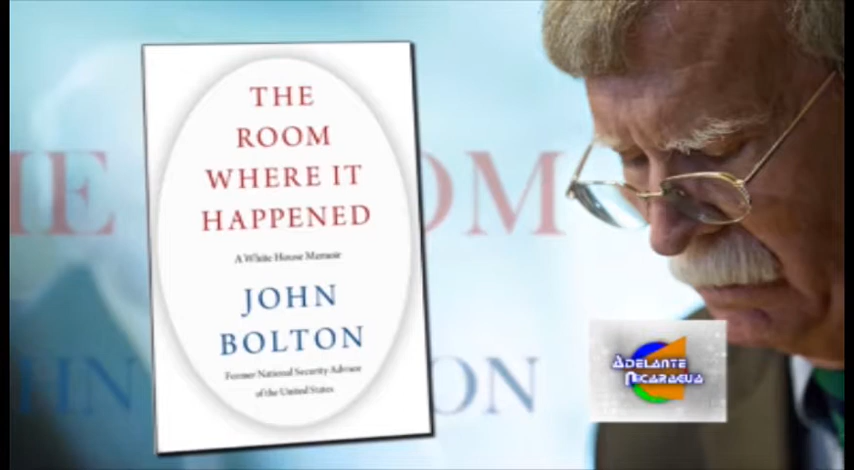 THE
ROOM
WHERE IT
HAPPENED
A White House Memoir
JOHN
BOLTON
Former National Security Advisor
of the United States
ADELANTE
NICARAGUA